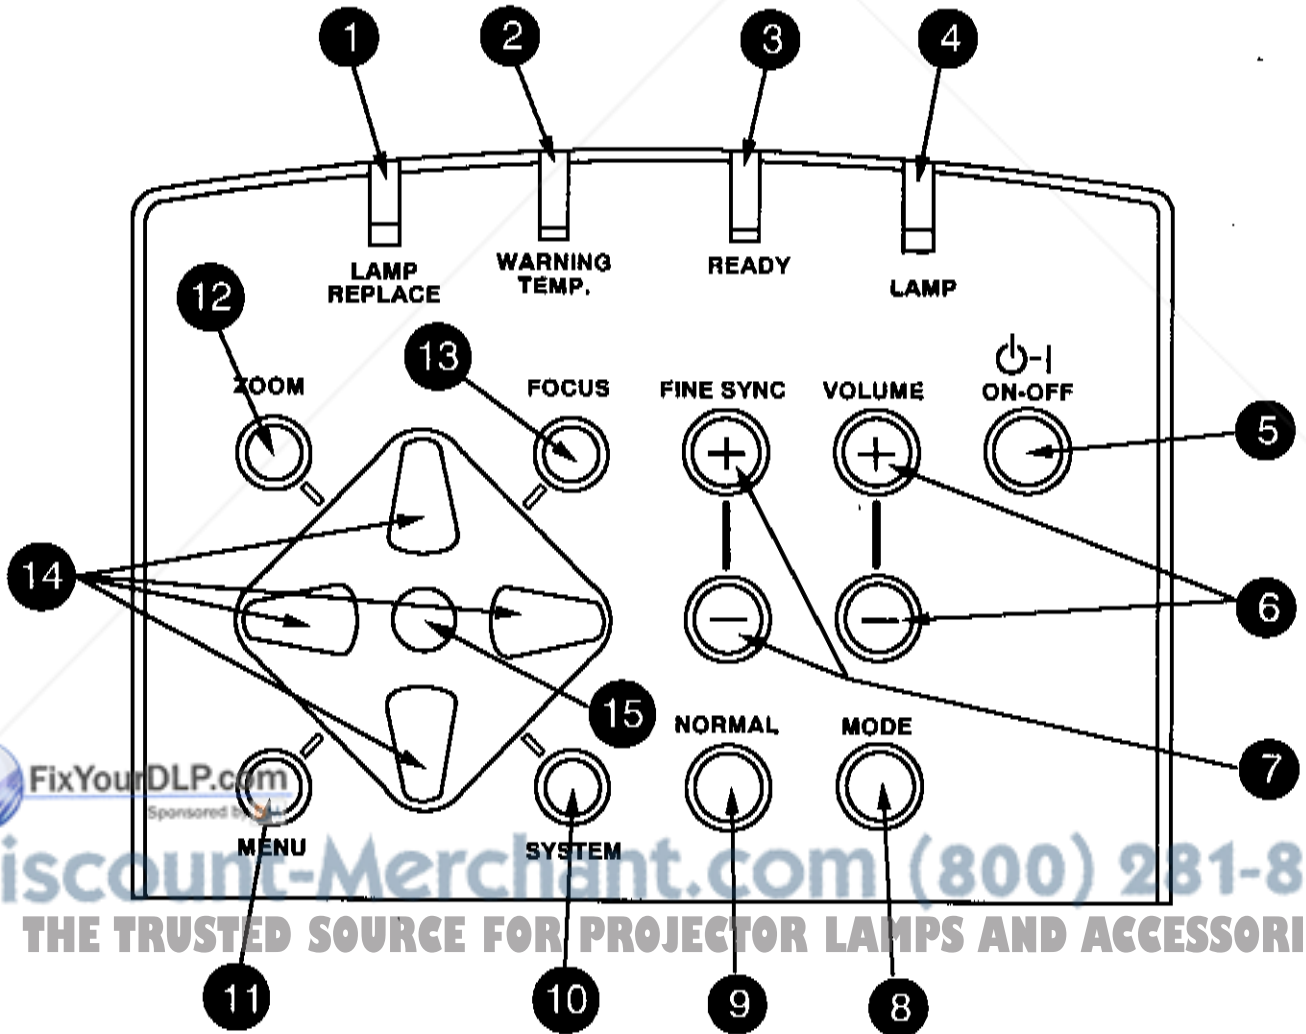 1 2 3 4
LAMP
REPLACE
WARNING
TEMP.
READY
LAMP
12
13
ZOOM
FOCUS
FINE SYNC
VOLUME
ON-OFF
5
+ +
14
6
− −
15
NORMAL
MODE
7
FixYourDLP.com
Sponsored by
MENU
SYSTEM
iscount-Merchant.com (800) 281-8
THE TRUSTED SOURCE FOR PROJECTOR LAMPS AND ACCESSORI
11 10 9 8